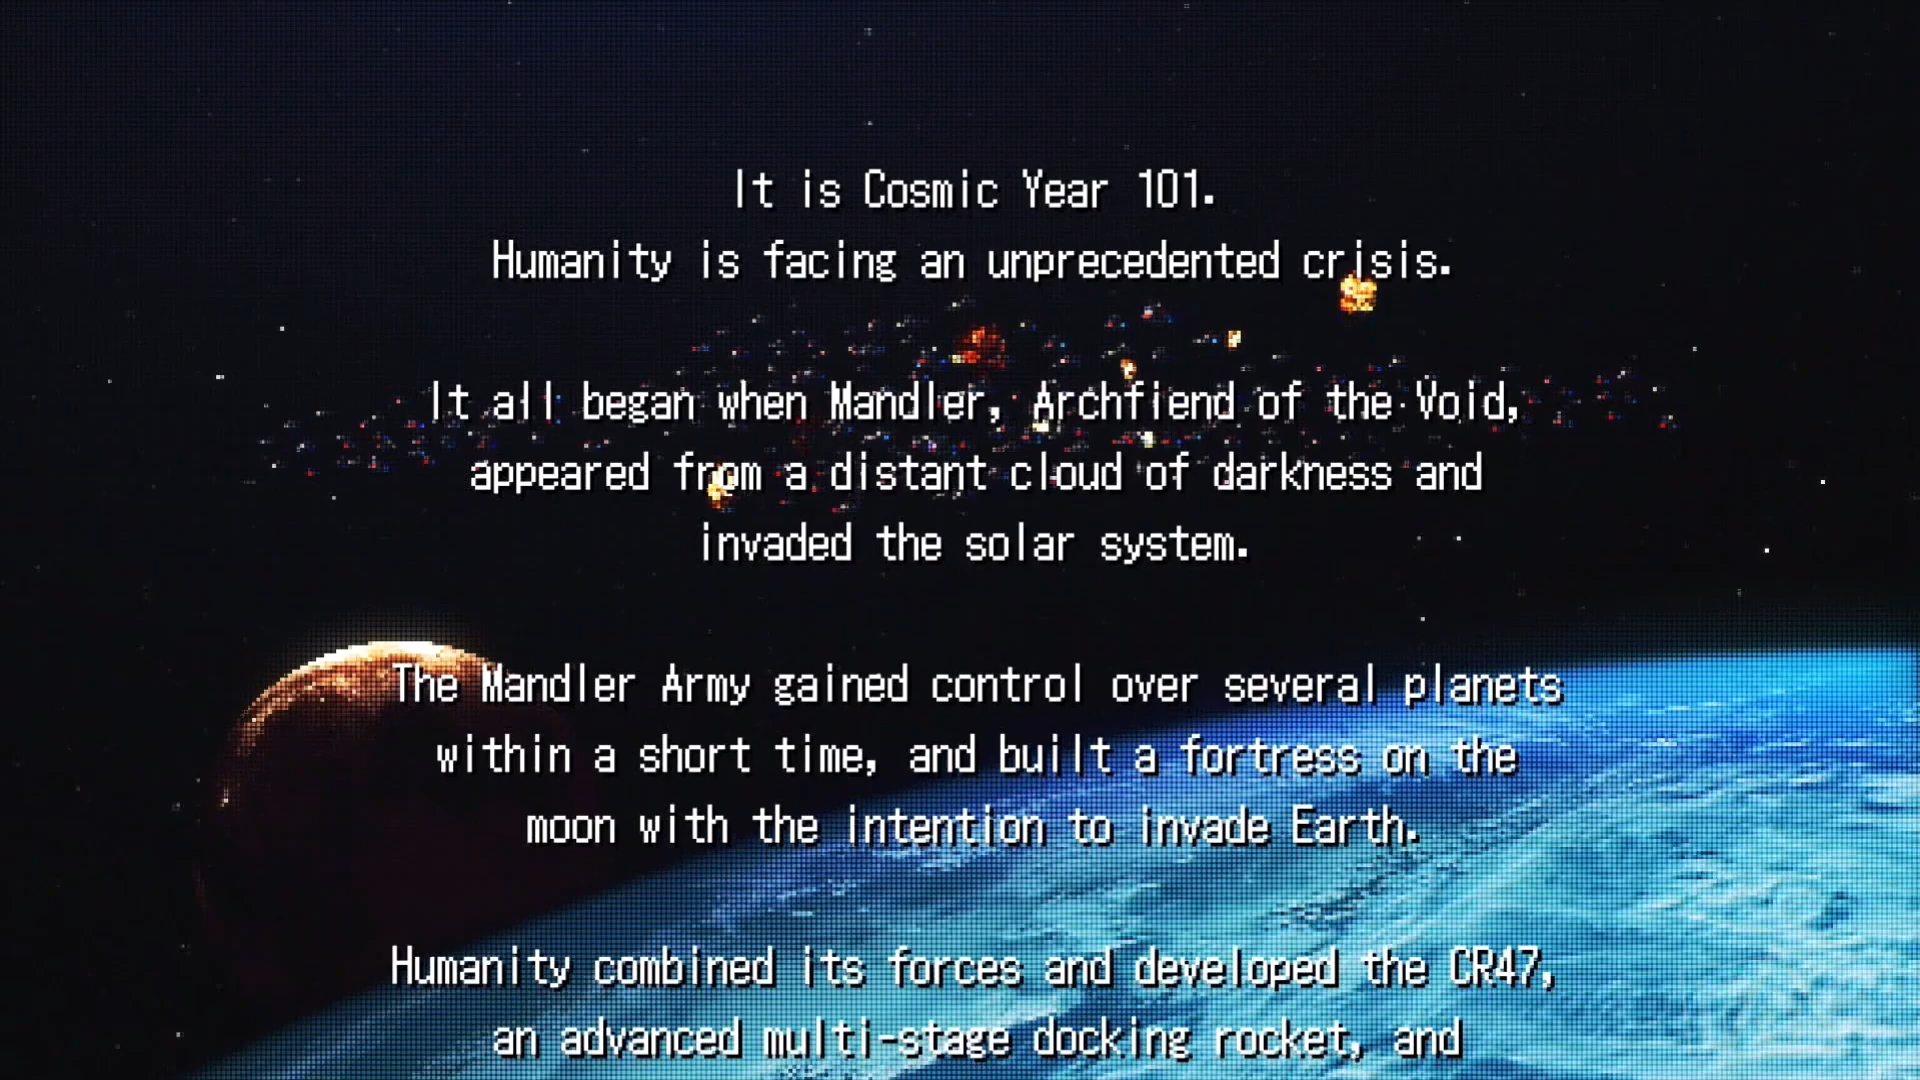 It is Cosmic Year 101.
Humanity is facing an unprecedented crisis.
It all began when Mandler, Archfiend of the Void,
appeared from a distant cloud of darkness and
invaded the solar system.
The Mandler Army gained control over several planets
within a short time, and built a fortress on the
moon with the intention to invade Earth.
Humanity combined its forces and developed the CR47,
an advanced multi-stage docking rocket, and